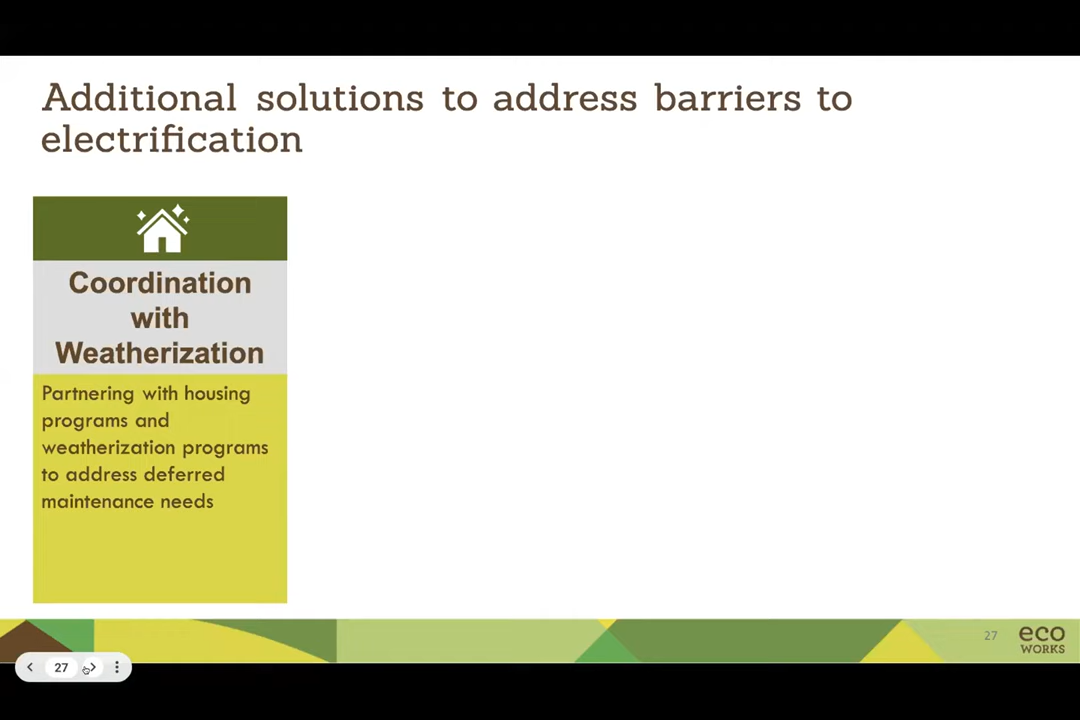 Additional solutions to address barriers to
electrification
Coordination
with
Weatherization
Partnering with housing
programs and
weatherization programs
to address deferred
maintenance needs
27
eco
WORKS
27